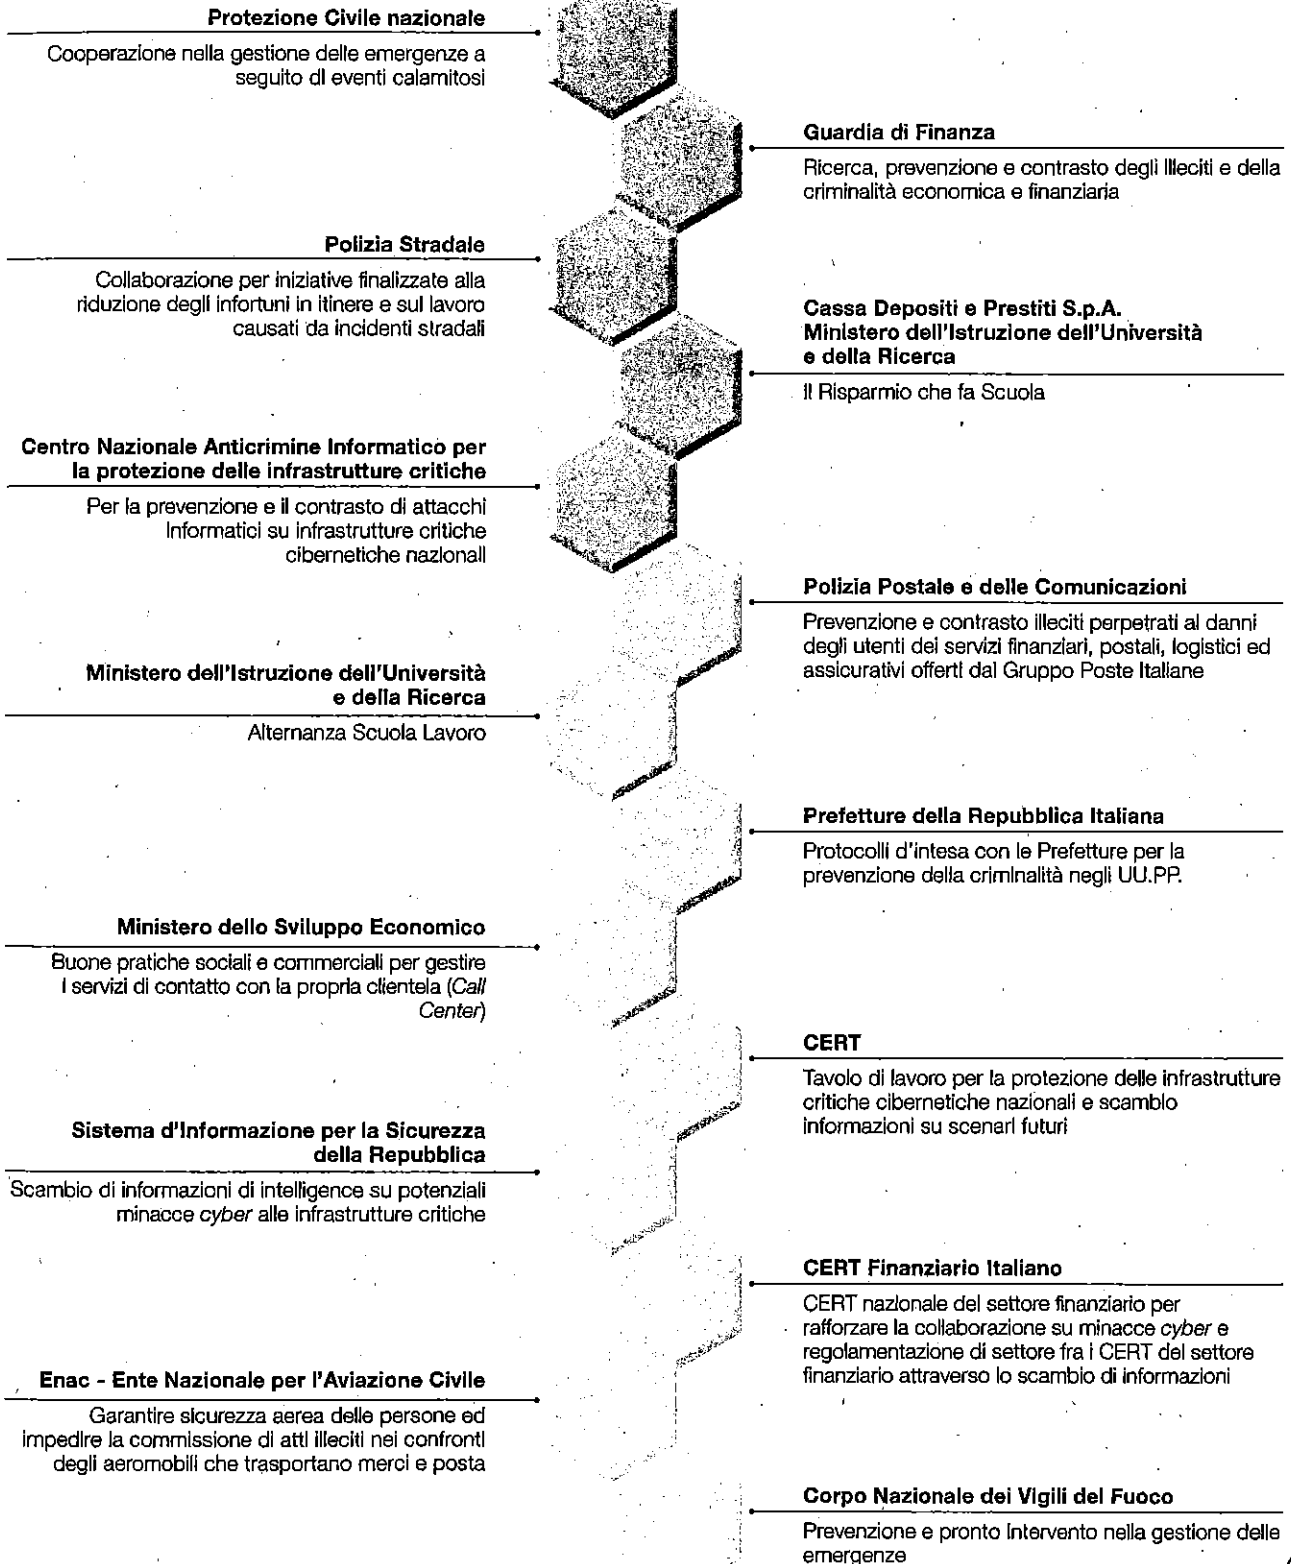 Protezione Civile nazionale
Cooperazione nella gestione delle emergenze a
seguito di eventi calamitosi
Guardia di Finanza
Ricerca, prevenzione e contrasto degli illeciti e della
criminalità economica e finanziaria
Polizia Stradale
Collaborazione per iniziative finalizzate alla
riduzione degli infortuni in itinere e sul lavoro
causati da incidenti stradali
Cassa Depositi e Prestiti S.p.A.
Ministero dell'Istruzione dell'Università
e della Ricerca
Il Risparmio che fa Scuola
Centro Nazionale Anticrimine Informatico per
la protezione delle infrastrutture critiche
Per la prevenzione e il contrasto di attacchi
informatici su infrastrutture critiche
cibernetiche nazionali
Polizia Postale e delle Comunicazioni
Prevenzione e contrasto illeciti perpetrati ai danni
degli utenti dei servizi finanziari, postali, logistici ed
assicurativi offerti dal Gruppo Poste Italiane
Ministero dell'Istruzione dell'Università
e della Ricerca
Alternanza Scuola Lavoro
Prefetture della Repubblica Italiana
Protocolli d'intesa con le Prefetture per la
prevenzione della criminalità negli UU.PP.
Ministero dello Sviluppo Economico
Buone pratiche sociali e commerciali per gestire
i servizi di contatto con la propria clientela (Call
Center)
CERT
Tavolo di lavoro per la protezione delle infrastrutture
critiche cibernetiche nazionali e scambio
informazioni su scenari futuri
Sistema d'Informazione per la Sicurezza
della Repubblica
Scambio di informazioni di intelligence su potenziali
minacce cyber alle infrastrutture critiche
CERT Finanziario Italiano
CERT nazionale del settore finanziario per
rafforzare la collaborazione su minacce cyber e
regolamentazione di settore fra i CERT del settore
finanziario attraverso lo scambio di informazioni
Enac - Ente Nazionale per l'Aviazione Civile
Garantire sicurezza aerea delle persone ed
impedire la commissione di atti illeciti nei confronti
degli aeromobili che trasportano merci e posta
Corpo Nazionale dei Vigili del Fuoco
Prevenzione e pronto intervento nella gestione delle
emergenze